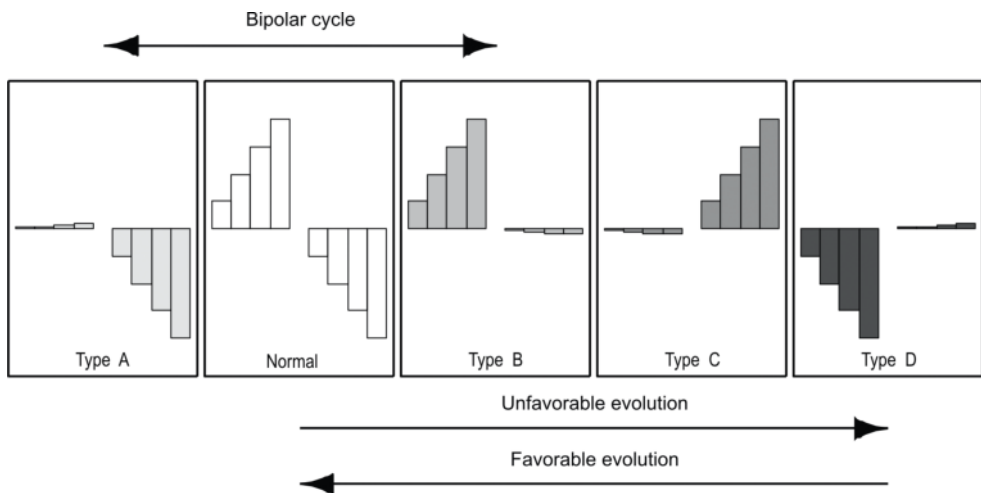 Bipolar cycle
Type A
Normal
Type B
Type C
Type D
Unfavorable evolution
Favorable evolution